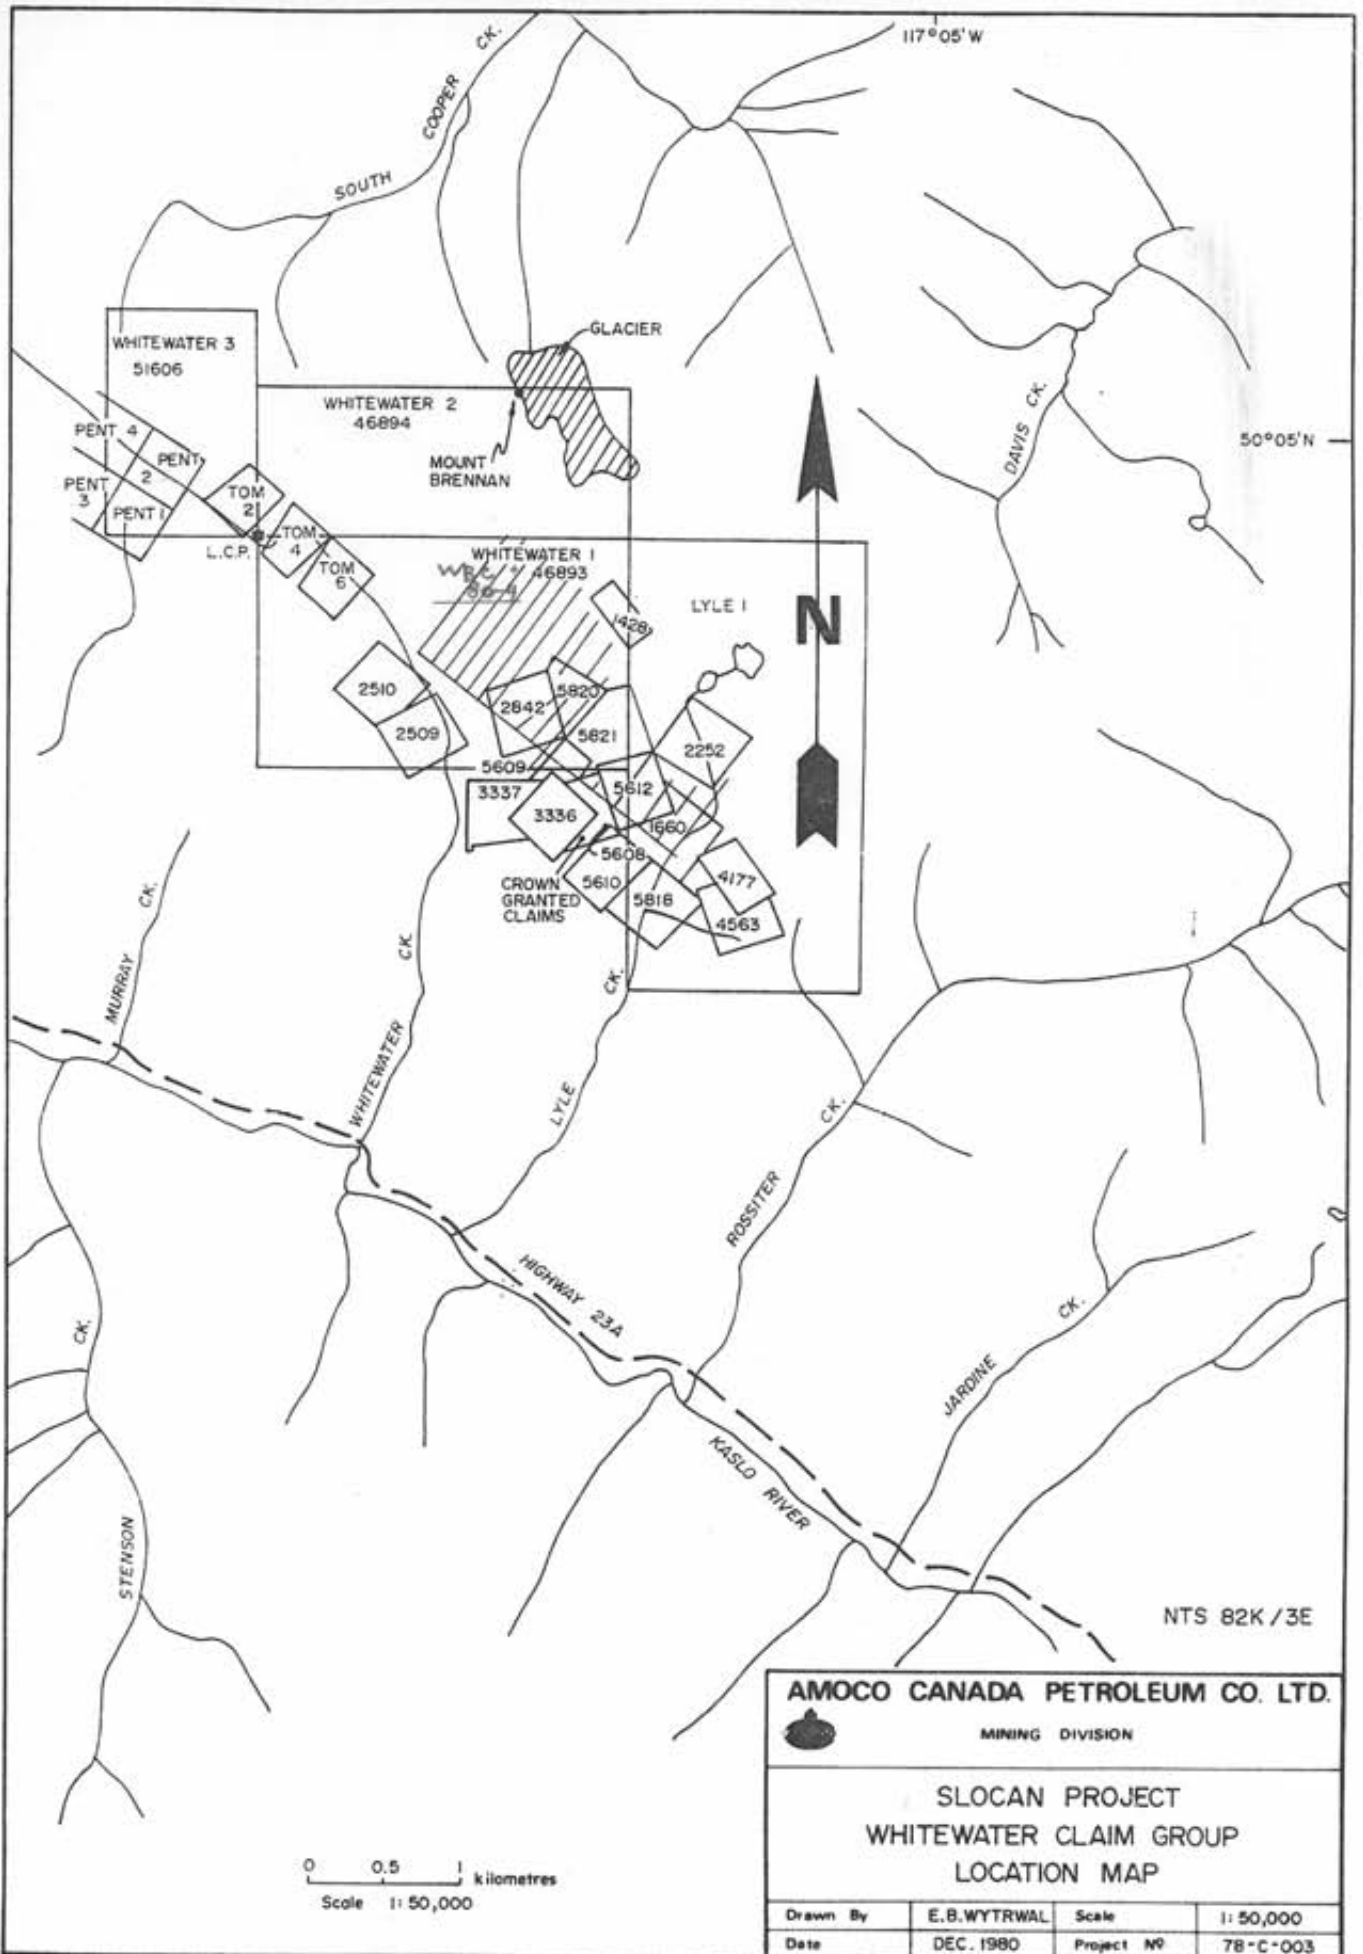 117°05'W
SOUTH COOPER CK.
GLACIER
WHITEWATER 3
51606
WHITEWATER 2
46894
MOUNT
BRENNAN
DAVIS CK.
50°05'N
PENT 4
PENT
2
PENT
3
PENT 1
TOM
2
L.C.P.
TOM
4
TOM
6
WHITEWATER 1
46893
LYLE 1
N
1428
2510
2509
2842
5820
5821
2252
5609
3337
3336
5612
1660
5608
5610
5818
4177
4563
CROWN
GRANTED
CLAIMS
MURRAY CK.
WHITEWATER CK.
LYLE CK.
ROSSITER CK.
JARDINE CK.
STENSON CK.
HIGHWAY 23A
KASLO RIVER
NTS 82K/3E
AMOCO CANADA PETROLEUM CO. LTD.
MINING DIVISION
SLOCAN PROJECT
WHITEWATER CLAIM GROUP
LOCATION MAP
0 0.5 1 kilometres
Scale 1:50,000
Drawn By E.B.WYTRWAL Scale 1:50,000
Date DEC. 1980 Project Nº 78-C-003